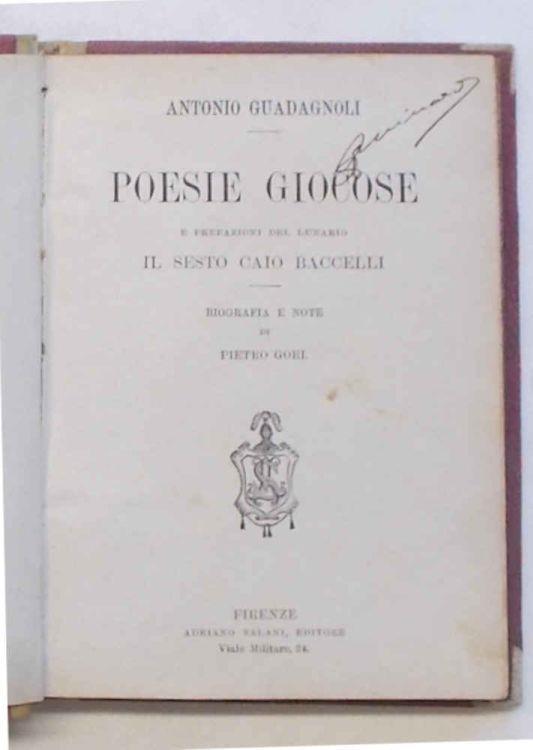 ANTONIO GUADAGNOLI
POESIE GIOCOSE
E PREFAZIONI DEL LUNARIO
IL SESTO CAIO BACCELLI
BIOGRAFIA E NOTE
DI
PIETRO GORI
FIRENZE
ADRIANO SALANI, EDITORE
Viale Militare, 24.